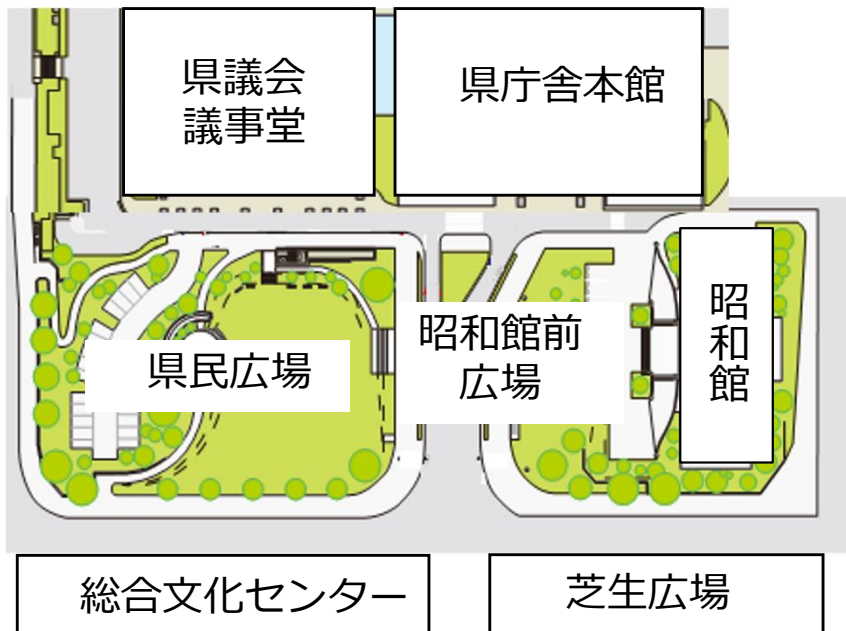 県議会
議事堂
県庁舎本館
県民広場
昭和館前
広場
昭和館
総合文化センター
芝生広場